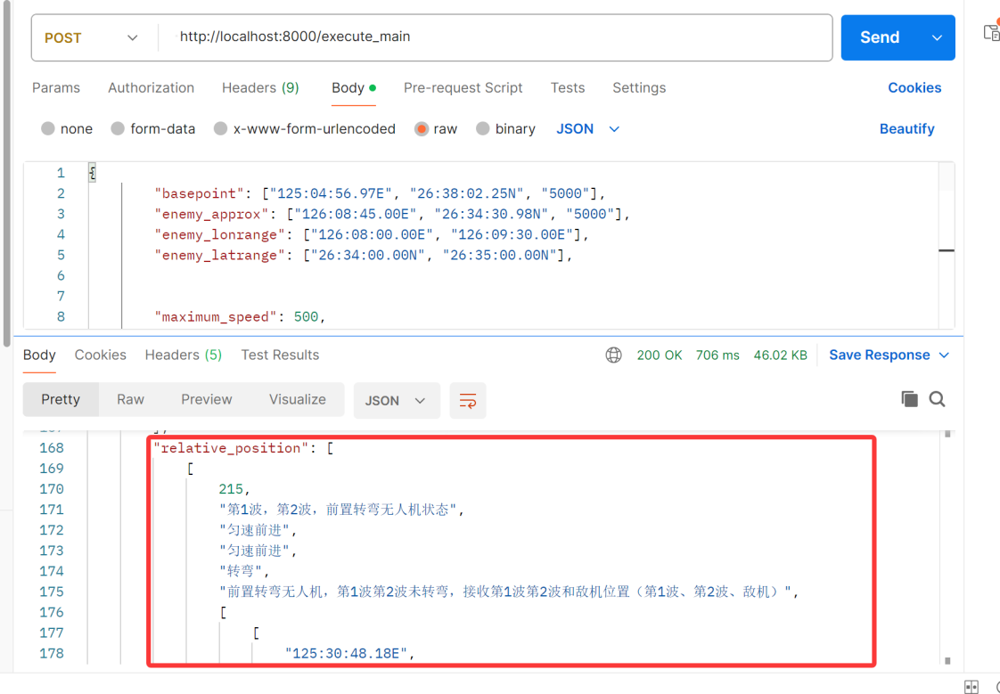 POST http://localhost:8000/execute_main Send
Params Authorization Headers (9) Body Pre-request Script Tests Settings Cookies
none form-data x-www-form-urlencoded raw binary JSON Beautify
1 {
2 "basepoint": ["125:04:56.97E", "26:38:02.25N", "5000"],
3 "enemy_approx": ["126:08:45.00E", "26:34:30.98N", "5000"],
4 "enemy_lonrange": ["126:08:00.00E", "126:09:30.00E"],
5 "enemy_latrange": ["26:34:00.00N", "26:35:00.00N"],
6
7
8 "maximum_speed": 500,
Body Cookies Headers (5) Test Results 200 OK 706 ms 46.02 KB Save Response
Pretty Raw Preview Visualize JSON
168 "relative_position": [
169 [
170 215,
171 "第1波，第2波，前置转弯无人机状态",
172 "匀速前进",
173 "匀速前进",
174 "转弯",
175 "前置转弯无人机，第1波第2波未转弯，接收第1波第2波和敌机位置（第1波、第2波、敌机）",
176 [
177 [
178 "125:30:48.18E",